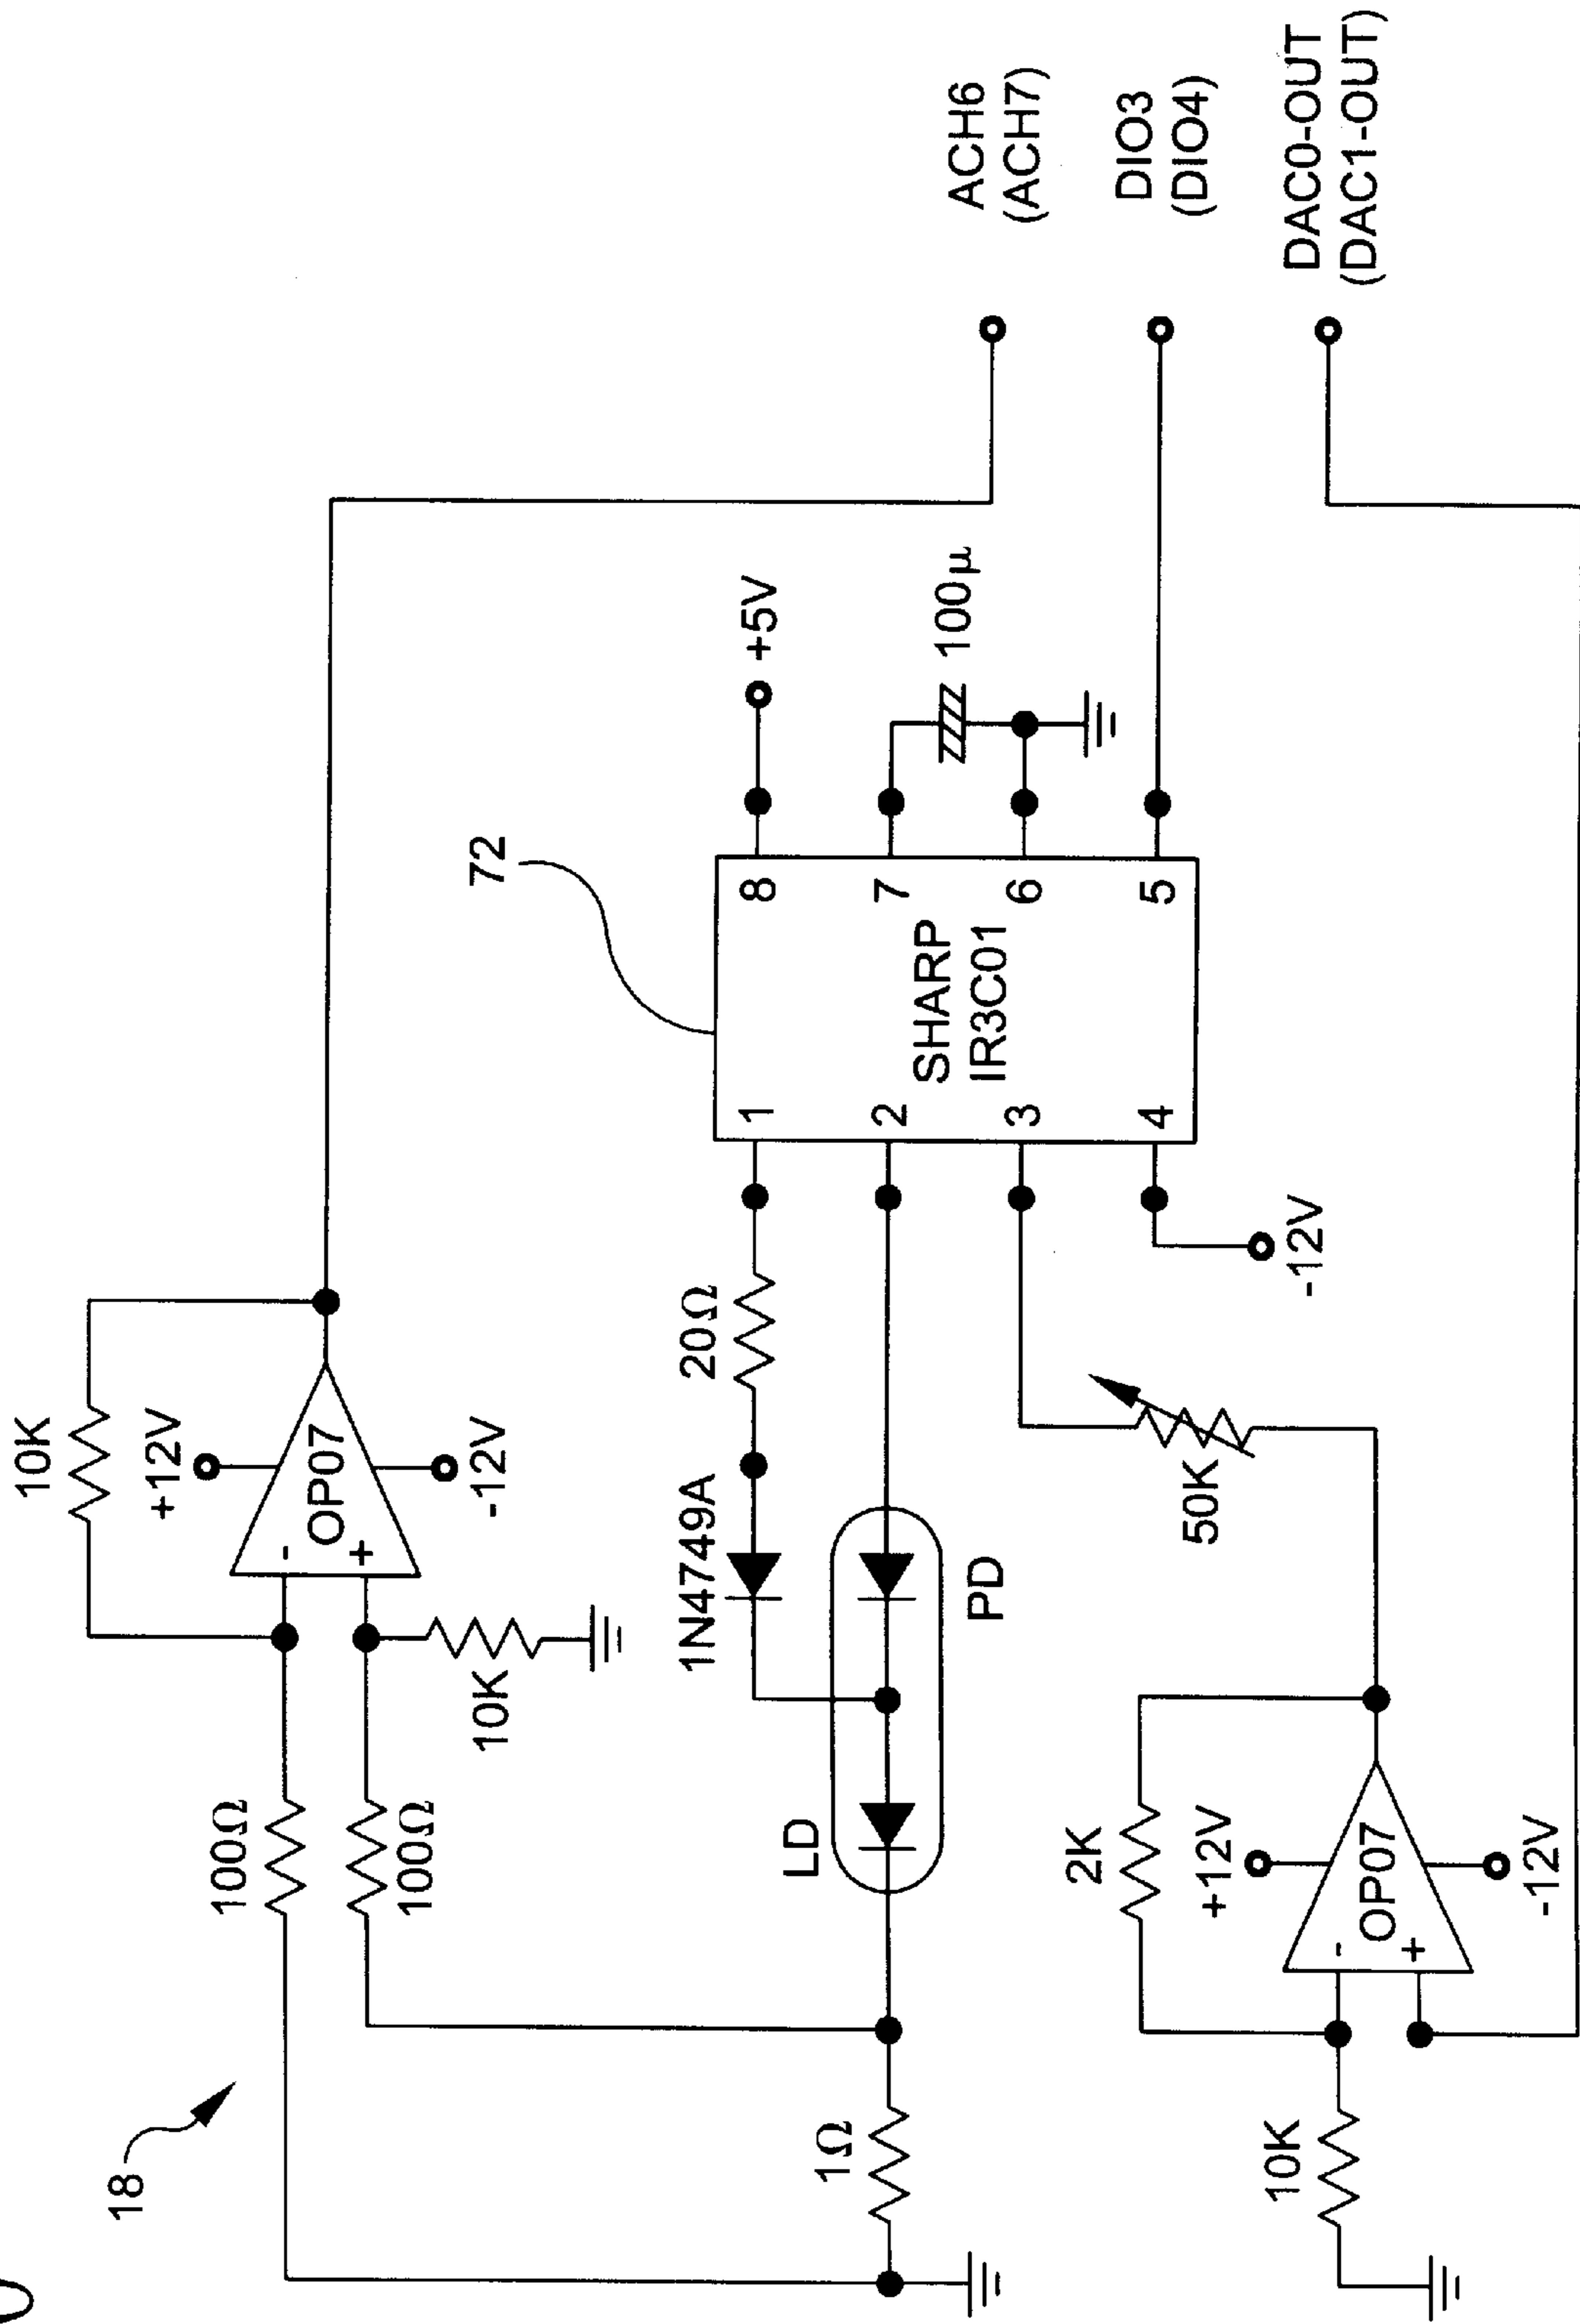 18
10K
+12V
OP07
-
+
-12V
100Ω
100Ω
10K
ACH6
(ACH7)
DIO3
(DIO4)
DAC0-OUT
(DAC1-OUT)
72
1N4749A
20Ω
LD
PD
1Ω
1
2
3
4
SHARP
IR3C01
8
7
6
5
+5V
100μ
-12V
50K
2K
+12V
OP07
-
+
-12V
10K